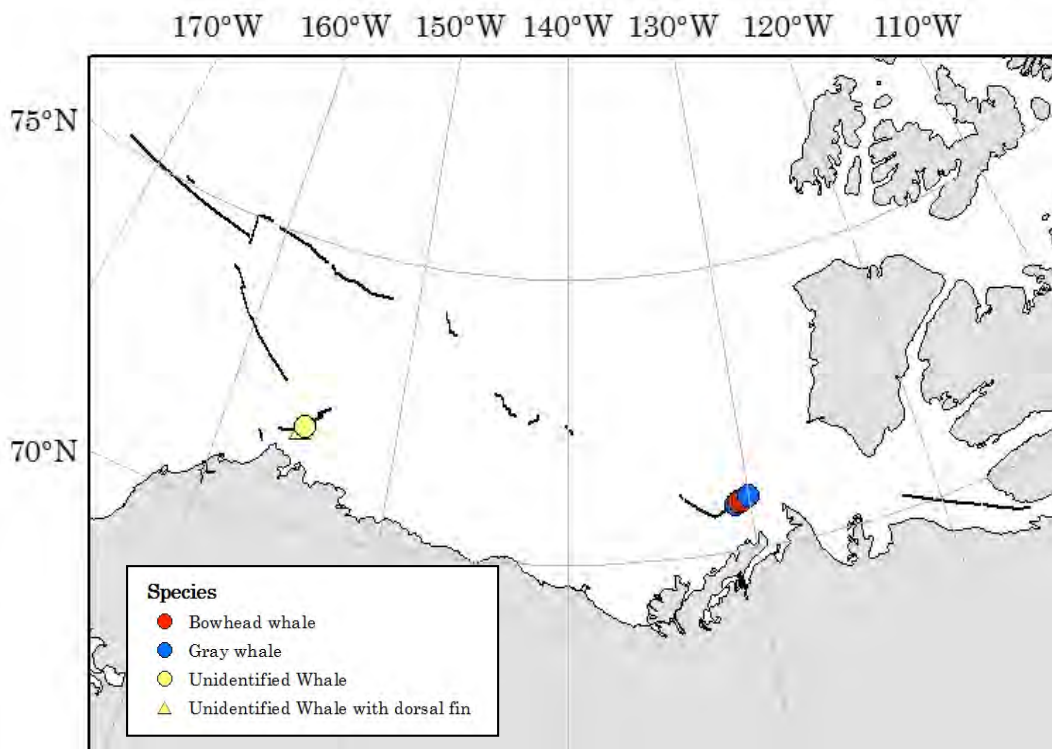 170°W 160°W 150°W 140°W 130°W 120°W 110°W
75°N
70°N
Species
Bowhead whale
Gray whale
Unidentified Whale
Unidentified Whale with dorsal fin